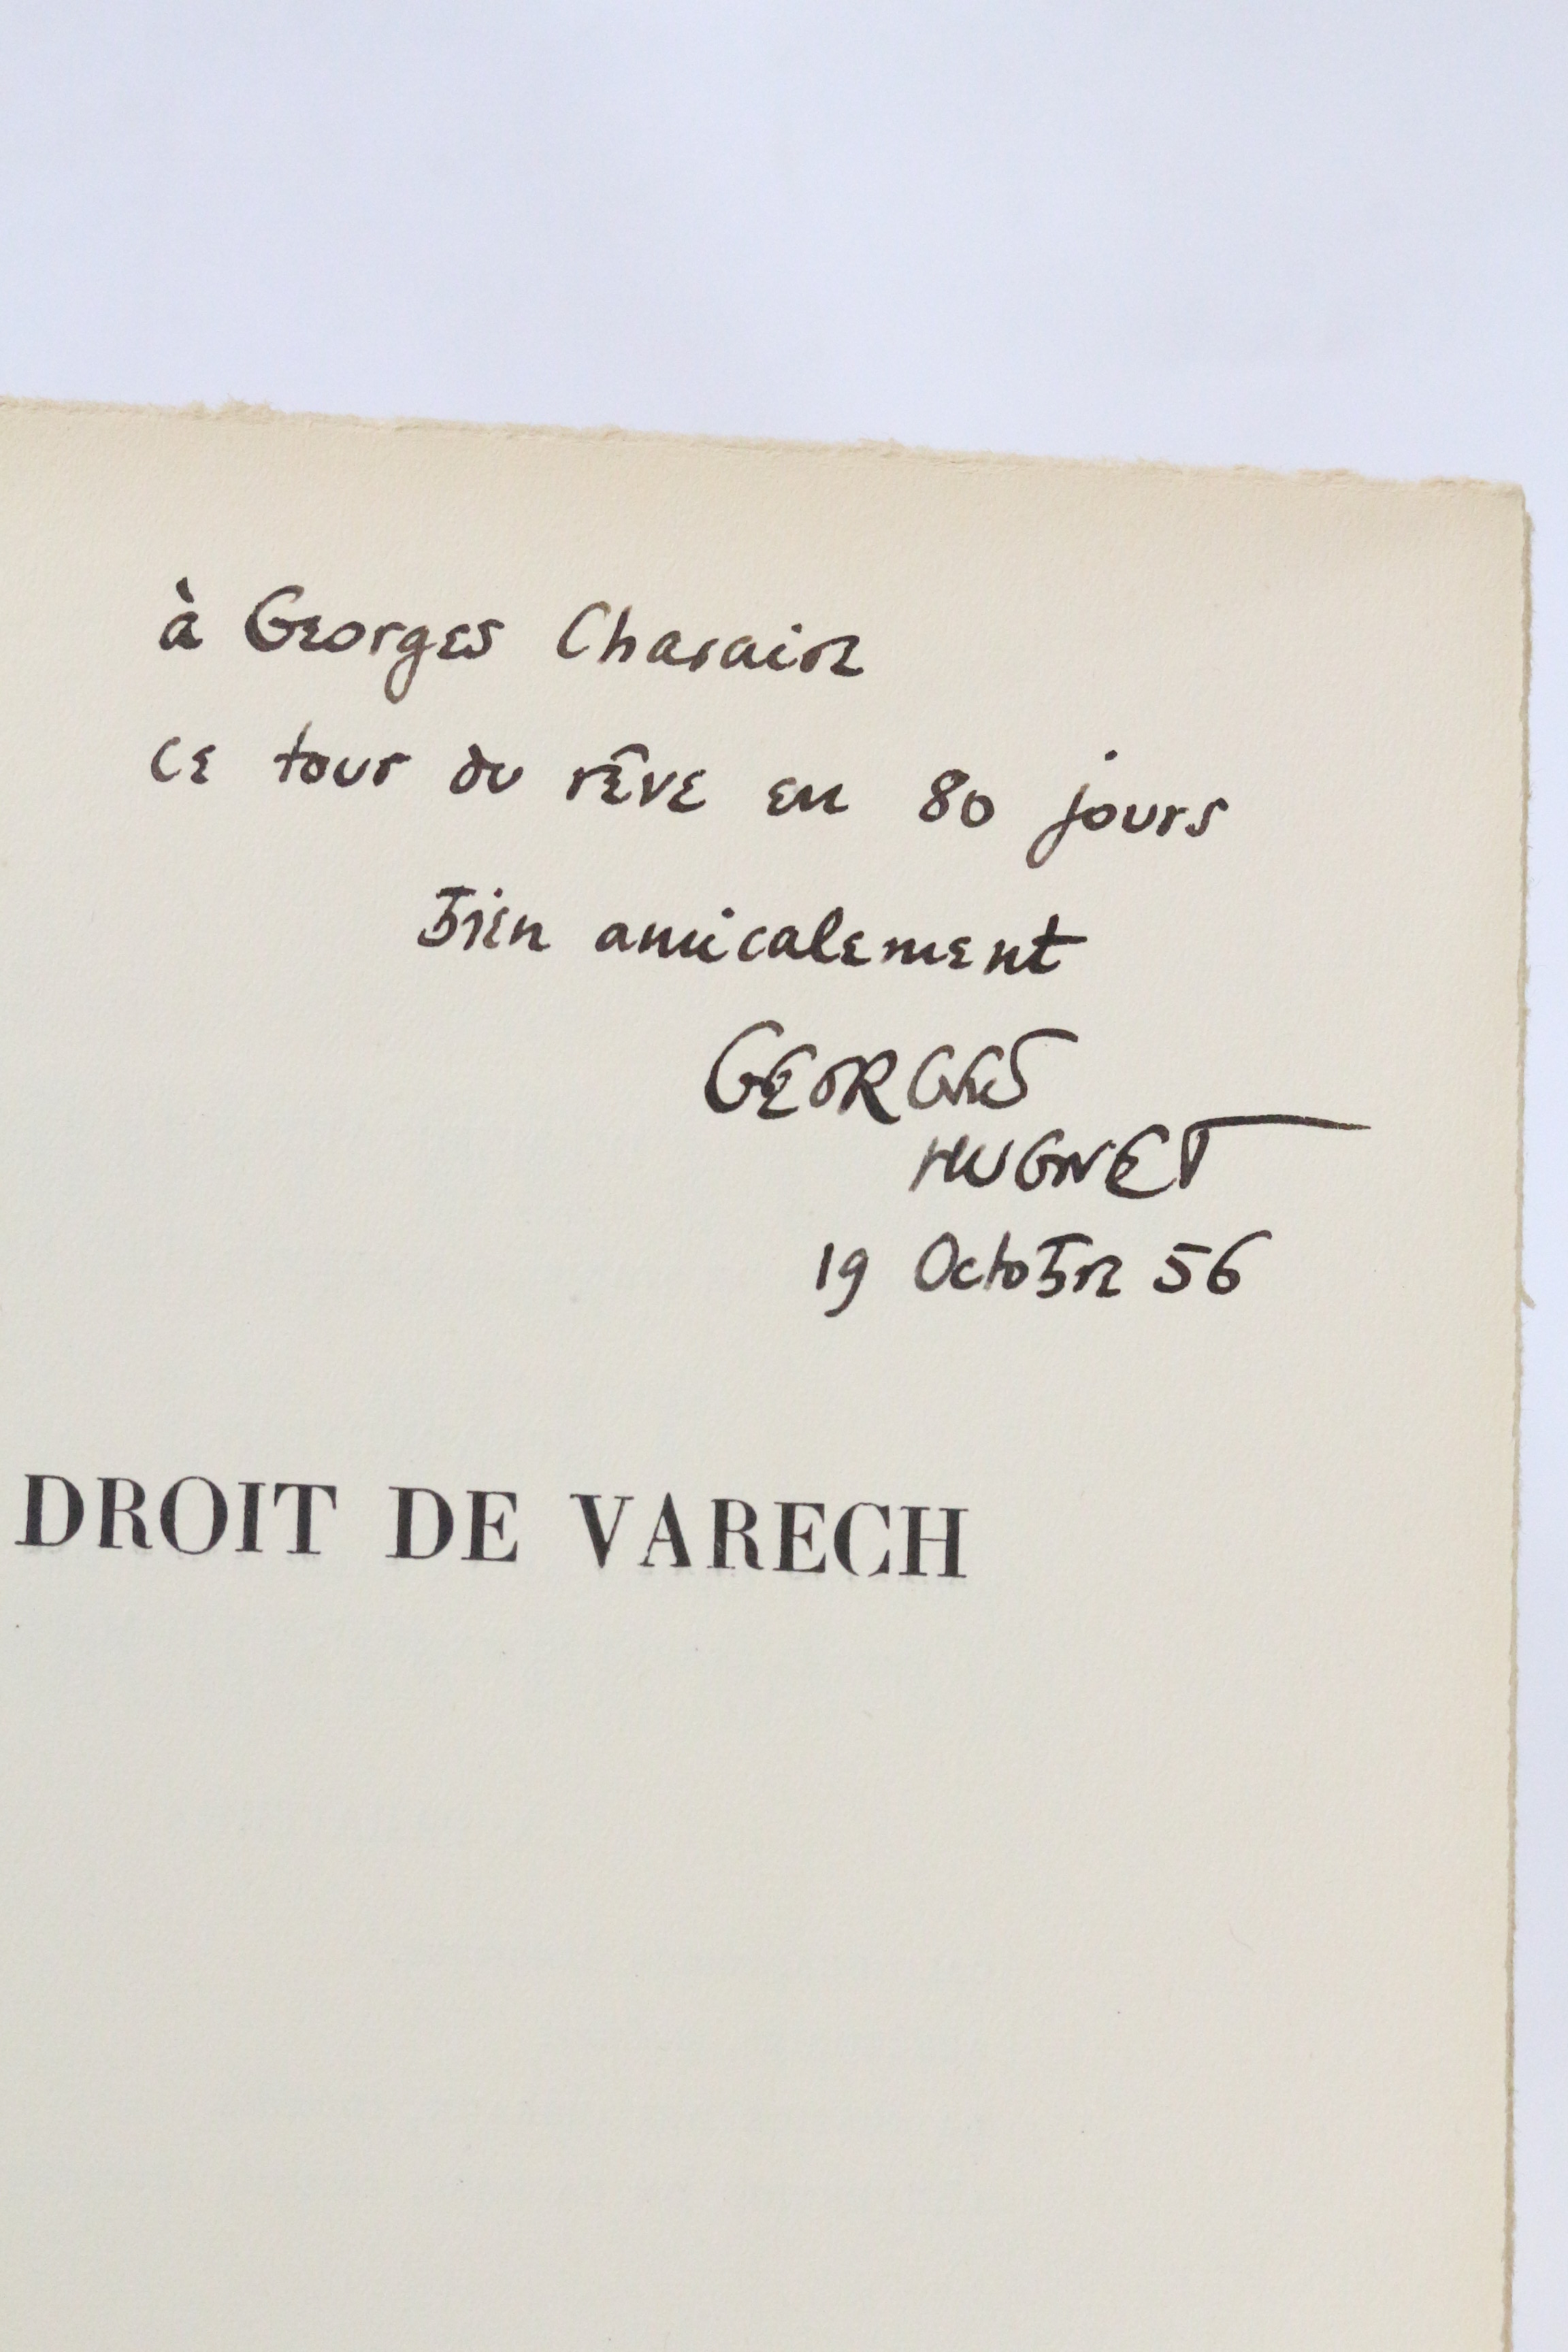 à Georges Charaire
ce tour du rêve en 80 jours
bien amicalement
GEORGES
HUGNET
19 Octobre 56
DROIT DE VARECH